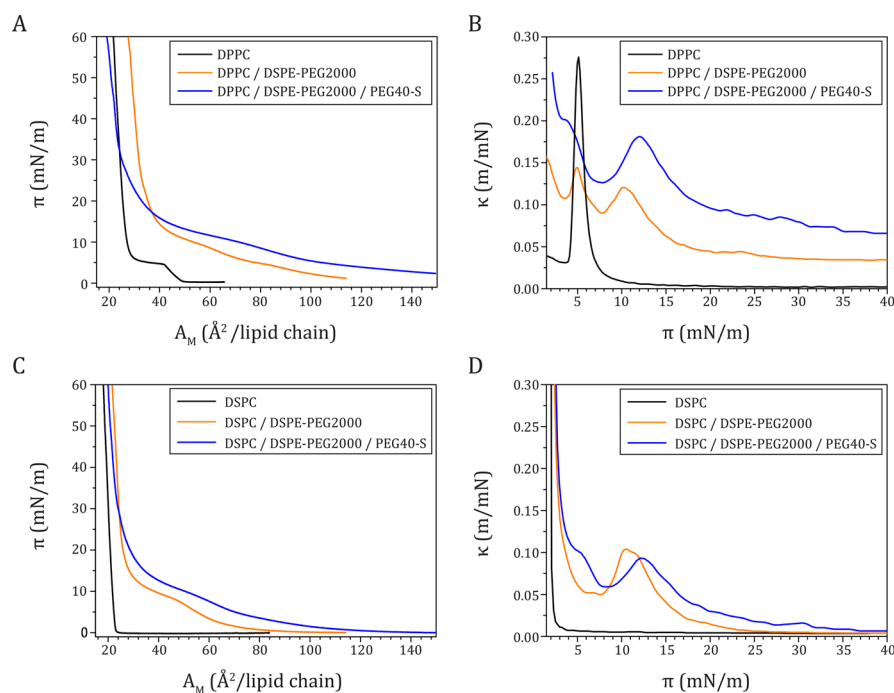 A
60
50
40
30
20
10
0
π (mN/m)
DPPC
DPPC / DSPE-PEG2000
DPPC / DSPE-PEG2000 / PEG40-S
20 40 60 80 100 120 140
A_M (Å²/lipid chain)
B
0.30
0.25
0.20
0.15
0.10
0.05
0.00
κ (m/mN)
DPPC
DPPC / DSPE-PEG2000
DPPC / DSPE-PEG2000 / PEG40-S
5 10 15 20 25 30 35 40
π (mN/m)
C
60
50
40
30
20
10
0
π (mN/m)
DSPC
DSPC / DSPE-PEG2000
DSPC / DSPE-PEG2000 / PEG40-S
20 40 60 80 100 120 140
A_M (Å²/lipid chain)
D
0.30
0.25
0.20
0.15
0.10
0.05
0.00
κ (m/mN)
DSPC
DSPC / DSPE-PEG2000
DSPC / DSPE-PEG2000 / PEG40-S
5 10 15 20 25 30 35 40
π (mN/m)